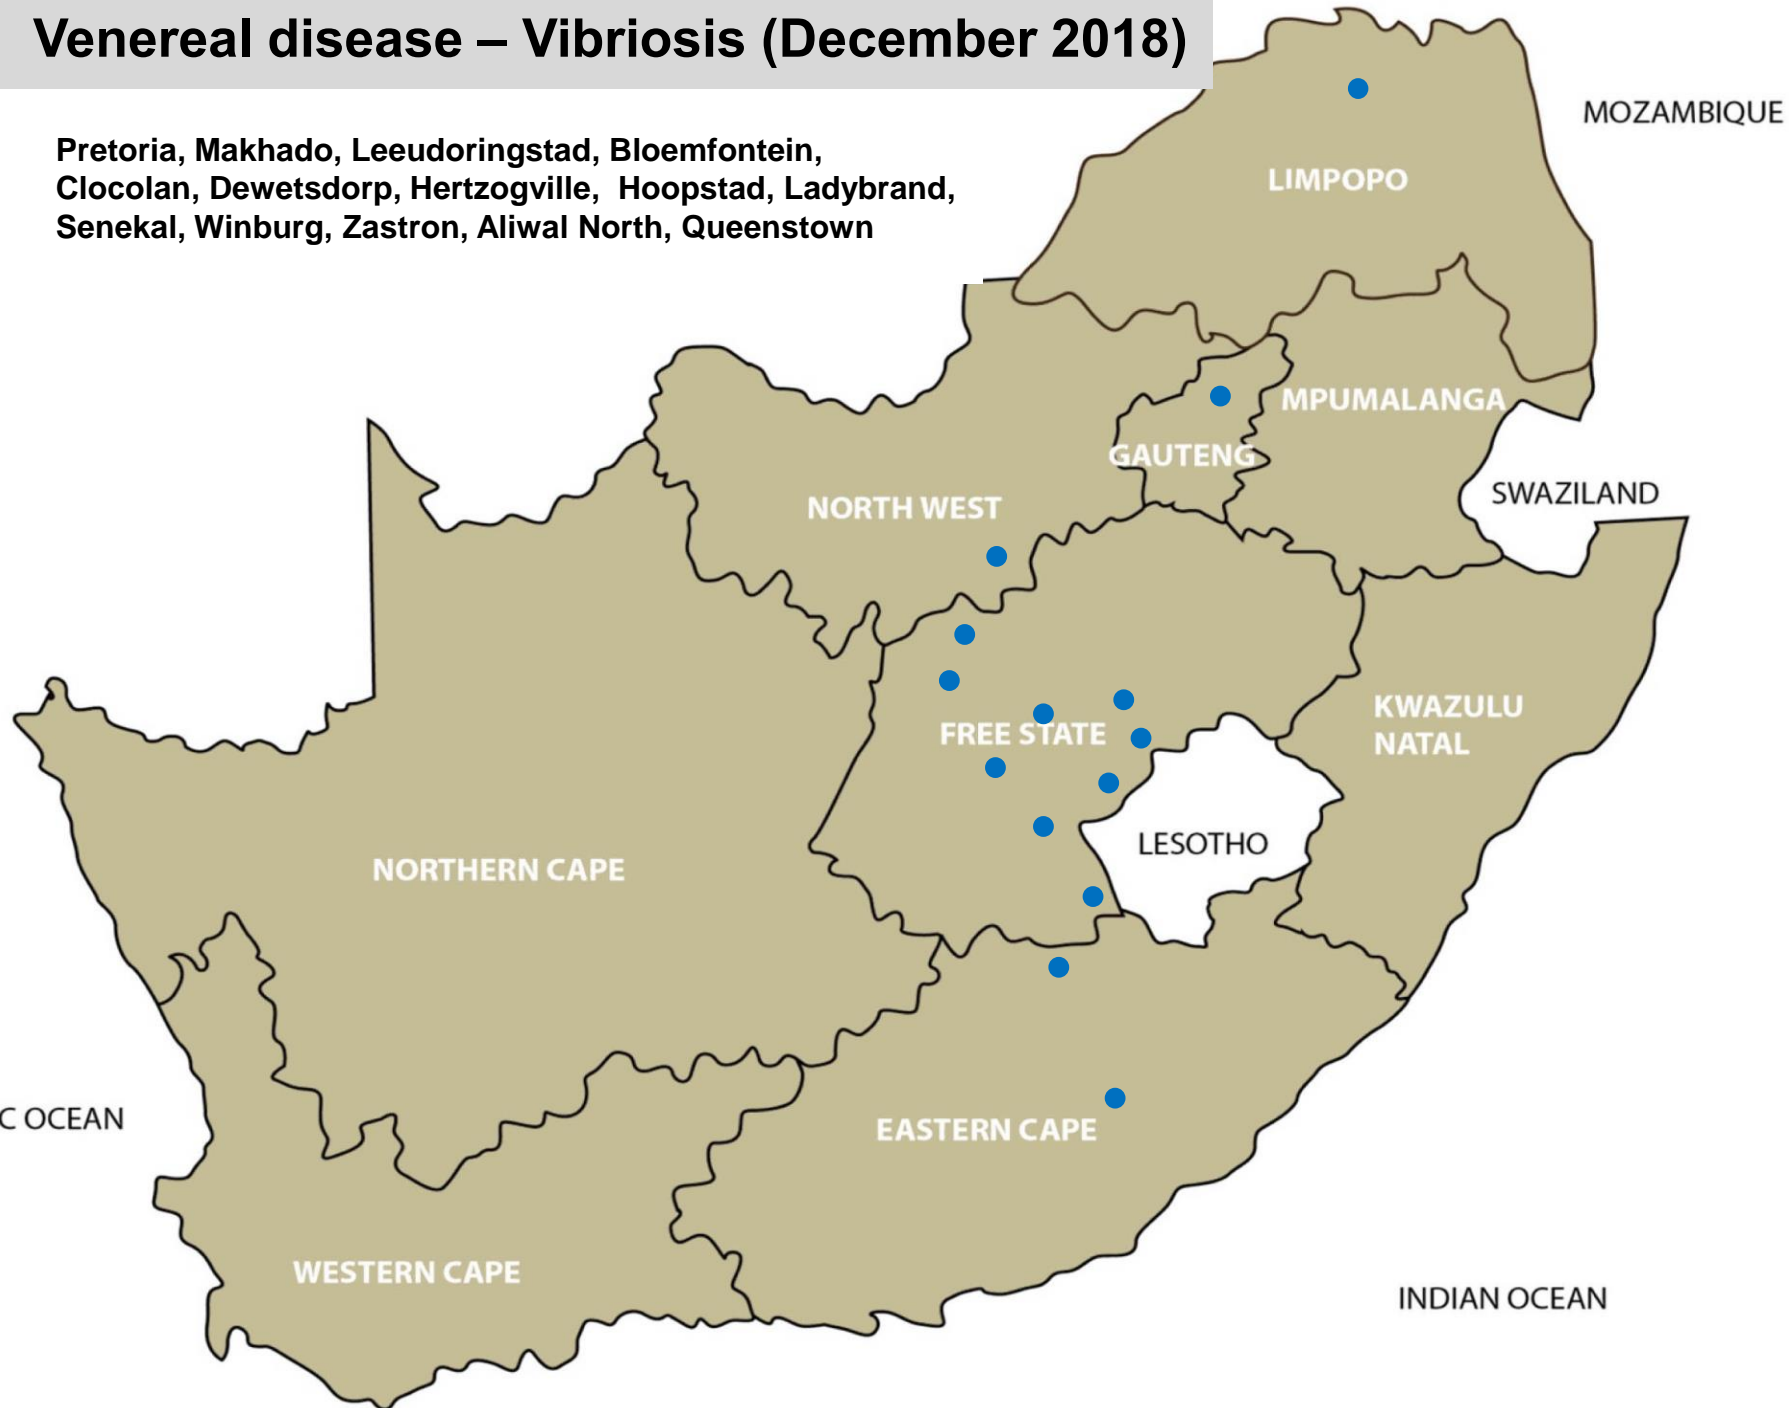 Venereal disease – Vibriosis (December 2018)
Pretoria, Makhado, Leeudoringstad, Bloemfontein,
Clocolan, Dewetsdorp, Hertzogville, Hoopstad, Ladybrand,
Senekal, Winburg, Zastron, Aliwal North, Queenstown
MOZAMBIQUE
LIMPOPO
MPUMALANGA
GAUTENG
SWAZILAND
NORTH WEST
KWAZULU
NATAL
FREE STATE
LESOTHO
NORTHERN CAPE
C OCEAN
EASTERN CAPE
WESTERN CAPE
INDIAN OCEAN